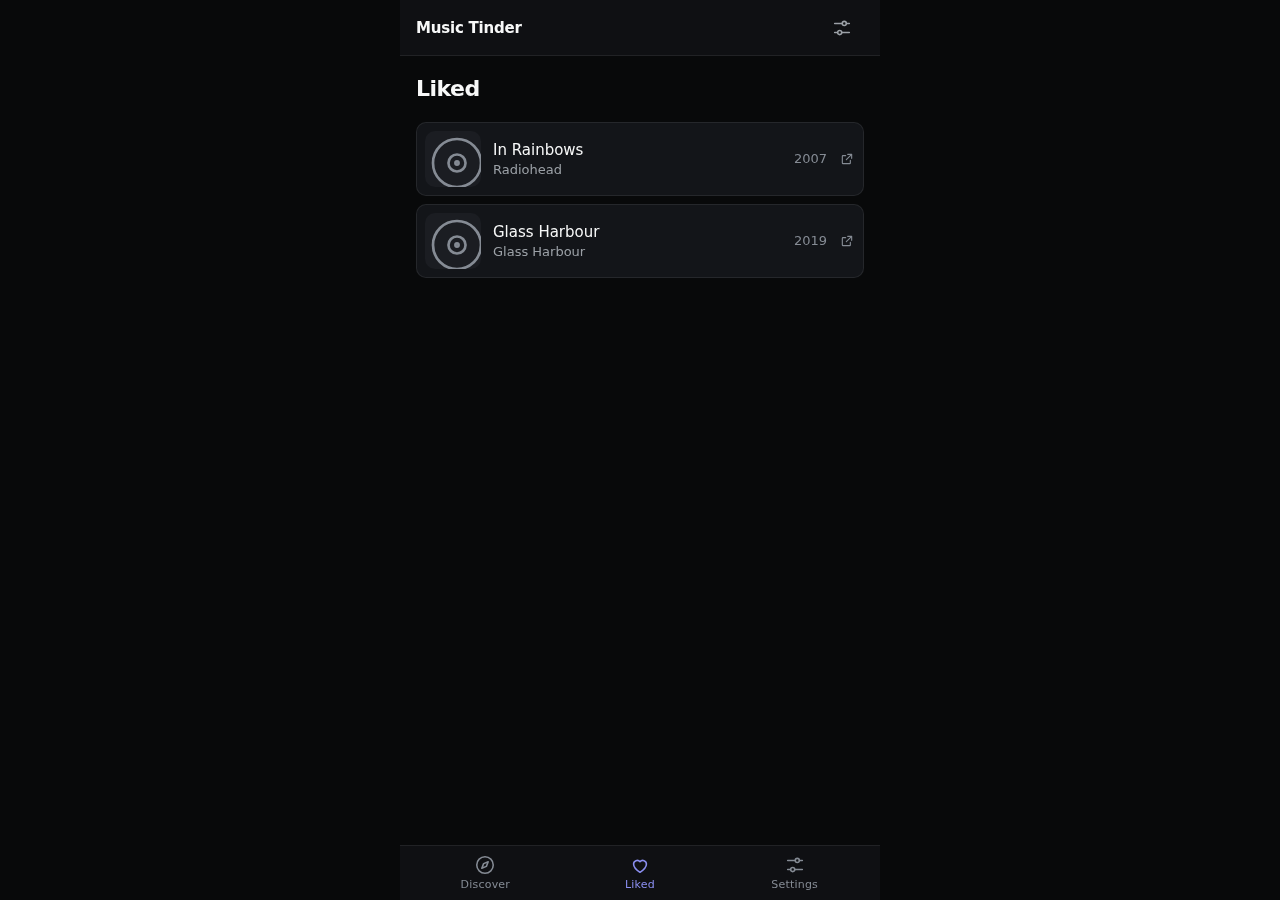 Music Tinder
Liked
In Rainbows
Radiohead
2007
Glass Harbour
Glass Harbour
2019
Discover
Liked
Settings